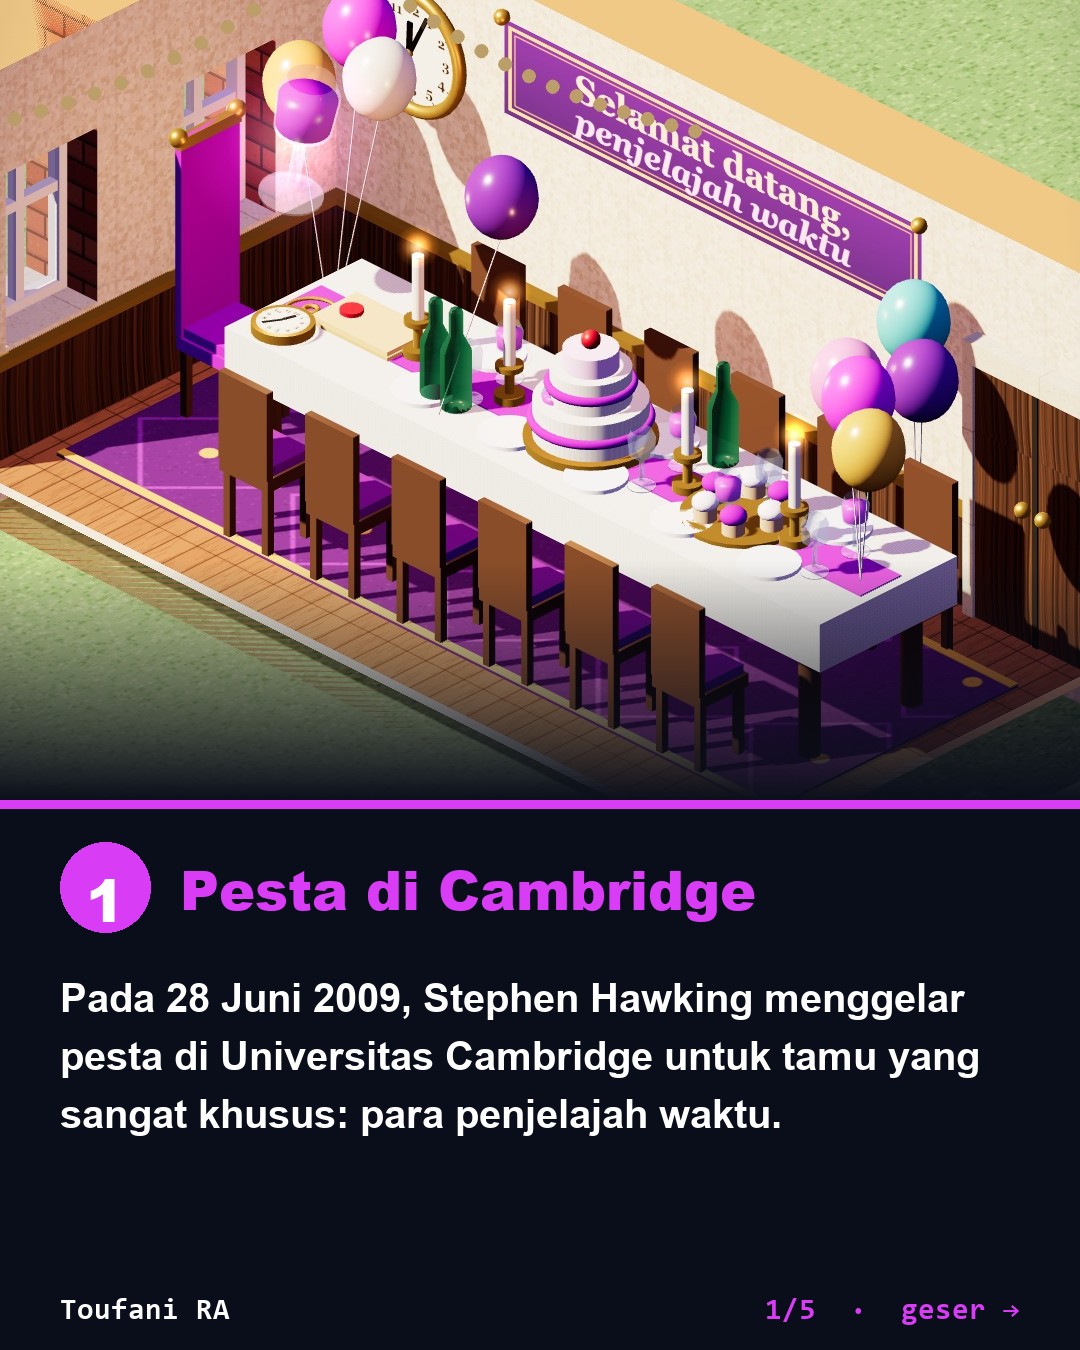 Selamat datang,
penjelajah waktu
1 Pesta di Cambridge
Pada 28 Juni 2009, Stephen Hawking menggelar
pesta di Universitas Cambridge untuk tamu yang
sangat khusus: para penjelajah waktu.
Toufani RA
1/5 · geser →